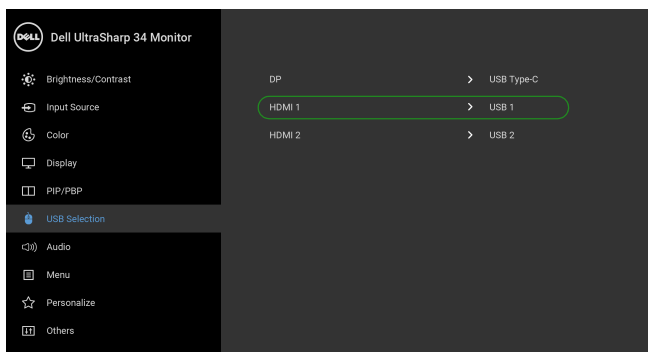 DELL Dell UltraSharp 34 Monitor
Brightness/Contrast
Input Source
Color
Display
PIP/PBP
USB Selection
Audio
Menu
Personalize
Others
DP > USB Type-C
HDMI 1 > USB 1
HDMI 2 > USB 2